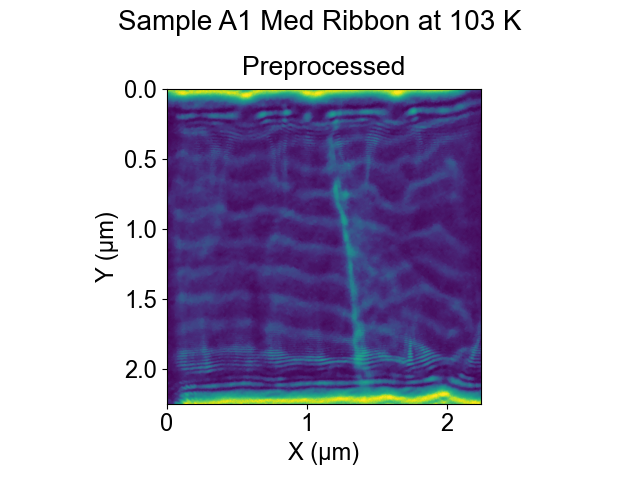 Sample A1 Med Ribbon at 103 K
Preprocessed
0.0
0.5
1.0
1.5
2.0
Y (μm)
0 1 2
X (μm)